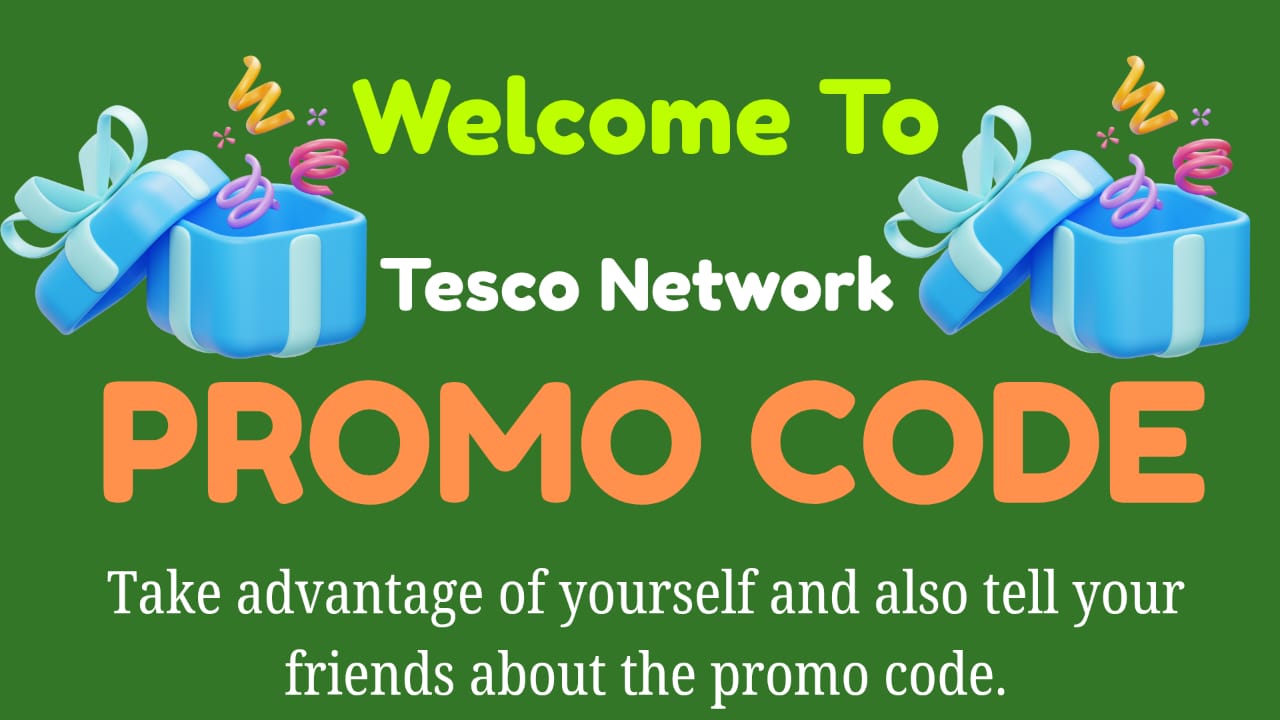 Welcome To
Tesco Network
PROMO CODE
Take advantage of yourself and also tell your
friends about the promo code.